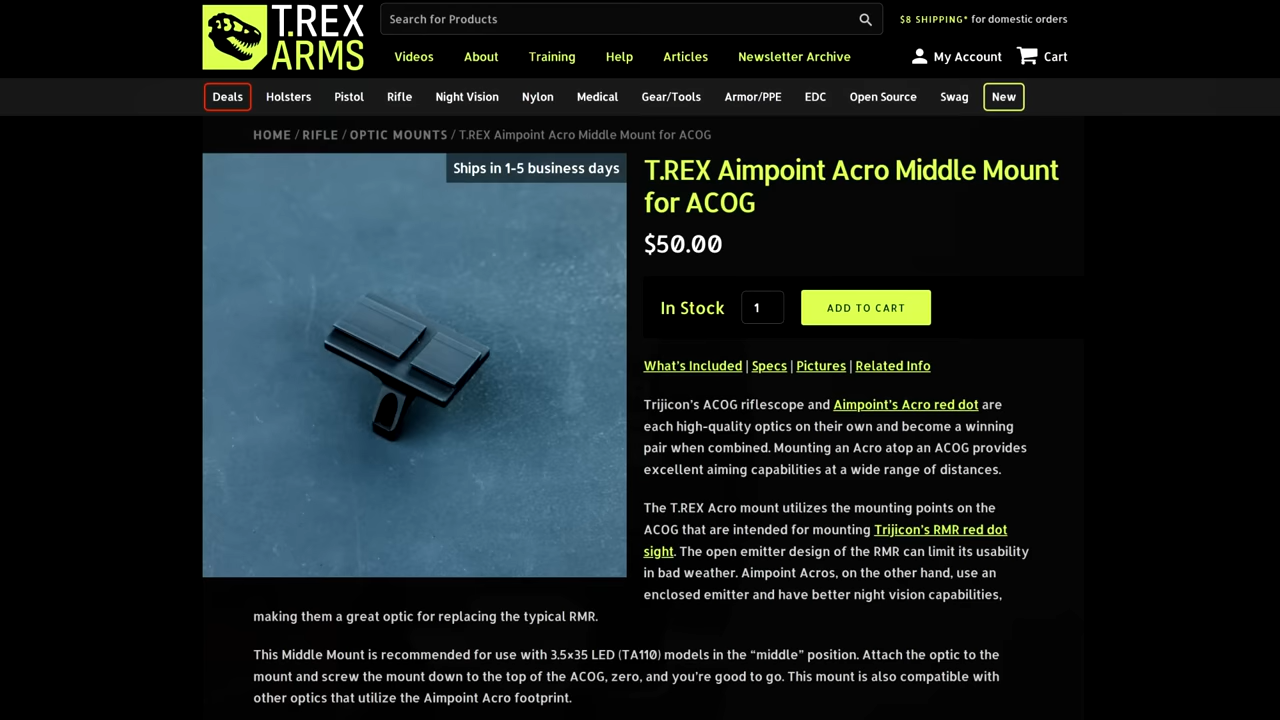 T.REX
ARMS
Search for Products
$8 SHIPPING* for domestic orders
Videos
About
Training
Help
Articles
Newsletter Archive
My Account
Cart
Deals
Holsters
Pistol
Rifle
Night Vision
Nylon
Medical
Gear/Tools
Armor/PPE
EDC
Open Source
Swag
New
HOME / RIFLE / OPTIC MOUNTS / T.REX Aimpoint Acro Middle Mount for ACOG
Ships in 1-5 business days
T.REX Aimpoint Acro Middle Mount
for ACOG
$50.00
In Stock
1
ADD TO CART
What's Included | Specs | Pictures | Related Info
Trijicon's ACOG riflescope and Aimpoint's Acro red dot are
each high-quality optics on their own and become a winning
pair when combined. Mounting an Acro atop an ACOG provides
excellent aiming capabilities at a wide range of distances.
The T.REX Acro mount utilizes the mounting points on the
ACOG that are intended for mounting Trijicon's RMR red dot
sight. The open emitter design of the RMR can limit its usability
in bad weather. Aimpoint Acros, on the other hand, use an
enclosed emitter and have better night vision capabilities,
making them a great optic for replacing the typical RMR.
This Middle Mount is recommended for use with 3.5×35 LED (TA110) models in the “middle” position. Attach the optic to the
mount and screw the mount down to the top of the ACOG, zero, and you're good to go. This mount is also compatible with
other optics that utilize the Aimpoint Acro footprint.